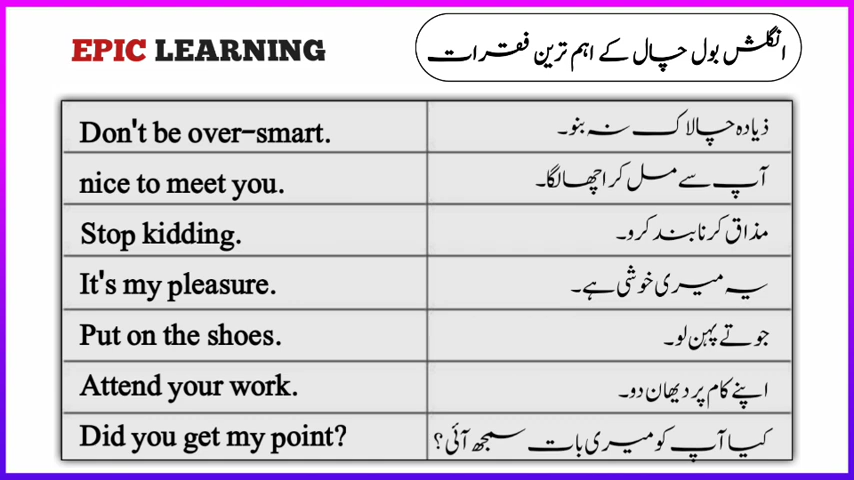 EPIC LEARNING
انگلش بول چال کے اہم ترین فقرات
Don't be over-smart.
ذیادہ چالاک نہ بنو۔
nice to meet you.
آپ سے مل کر اچھا لگا۔
Stop kidding.
مذاق کرنا بند کرو۔
It's my pleasure.
یہ میری خوشی ہے۔
Put on the shoes.
جوتے پہن لو۔
Attend your work.
اپنے کام پر دیھان دو۔
Did you get my point?
کیا آپ کو میری بات سمجھ آئی؟